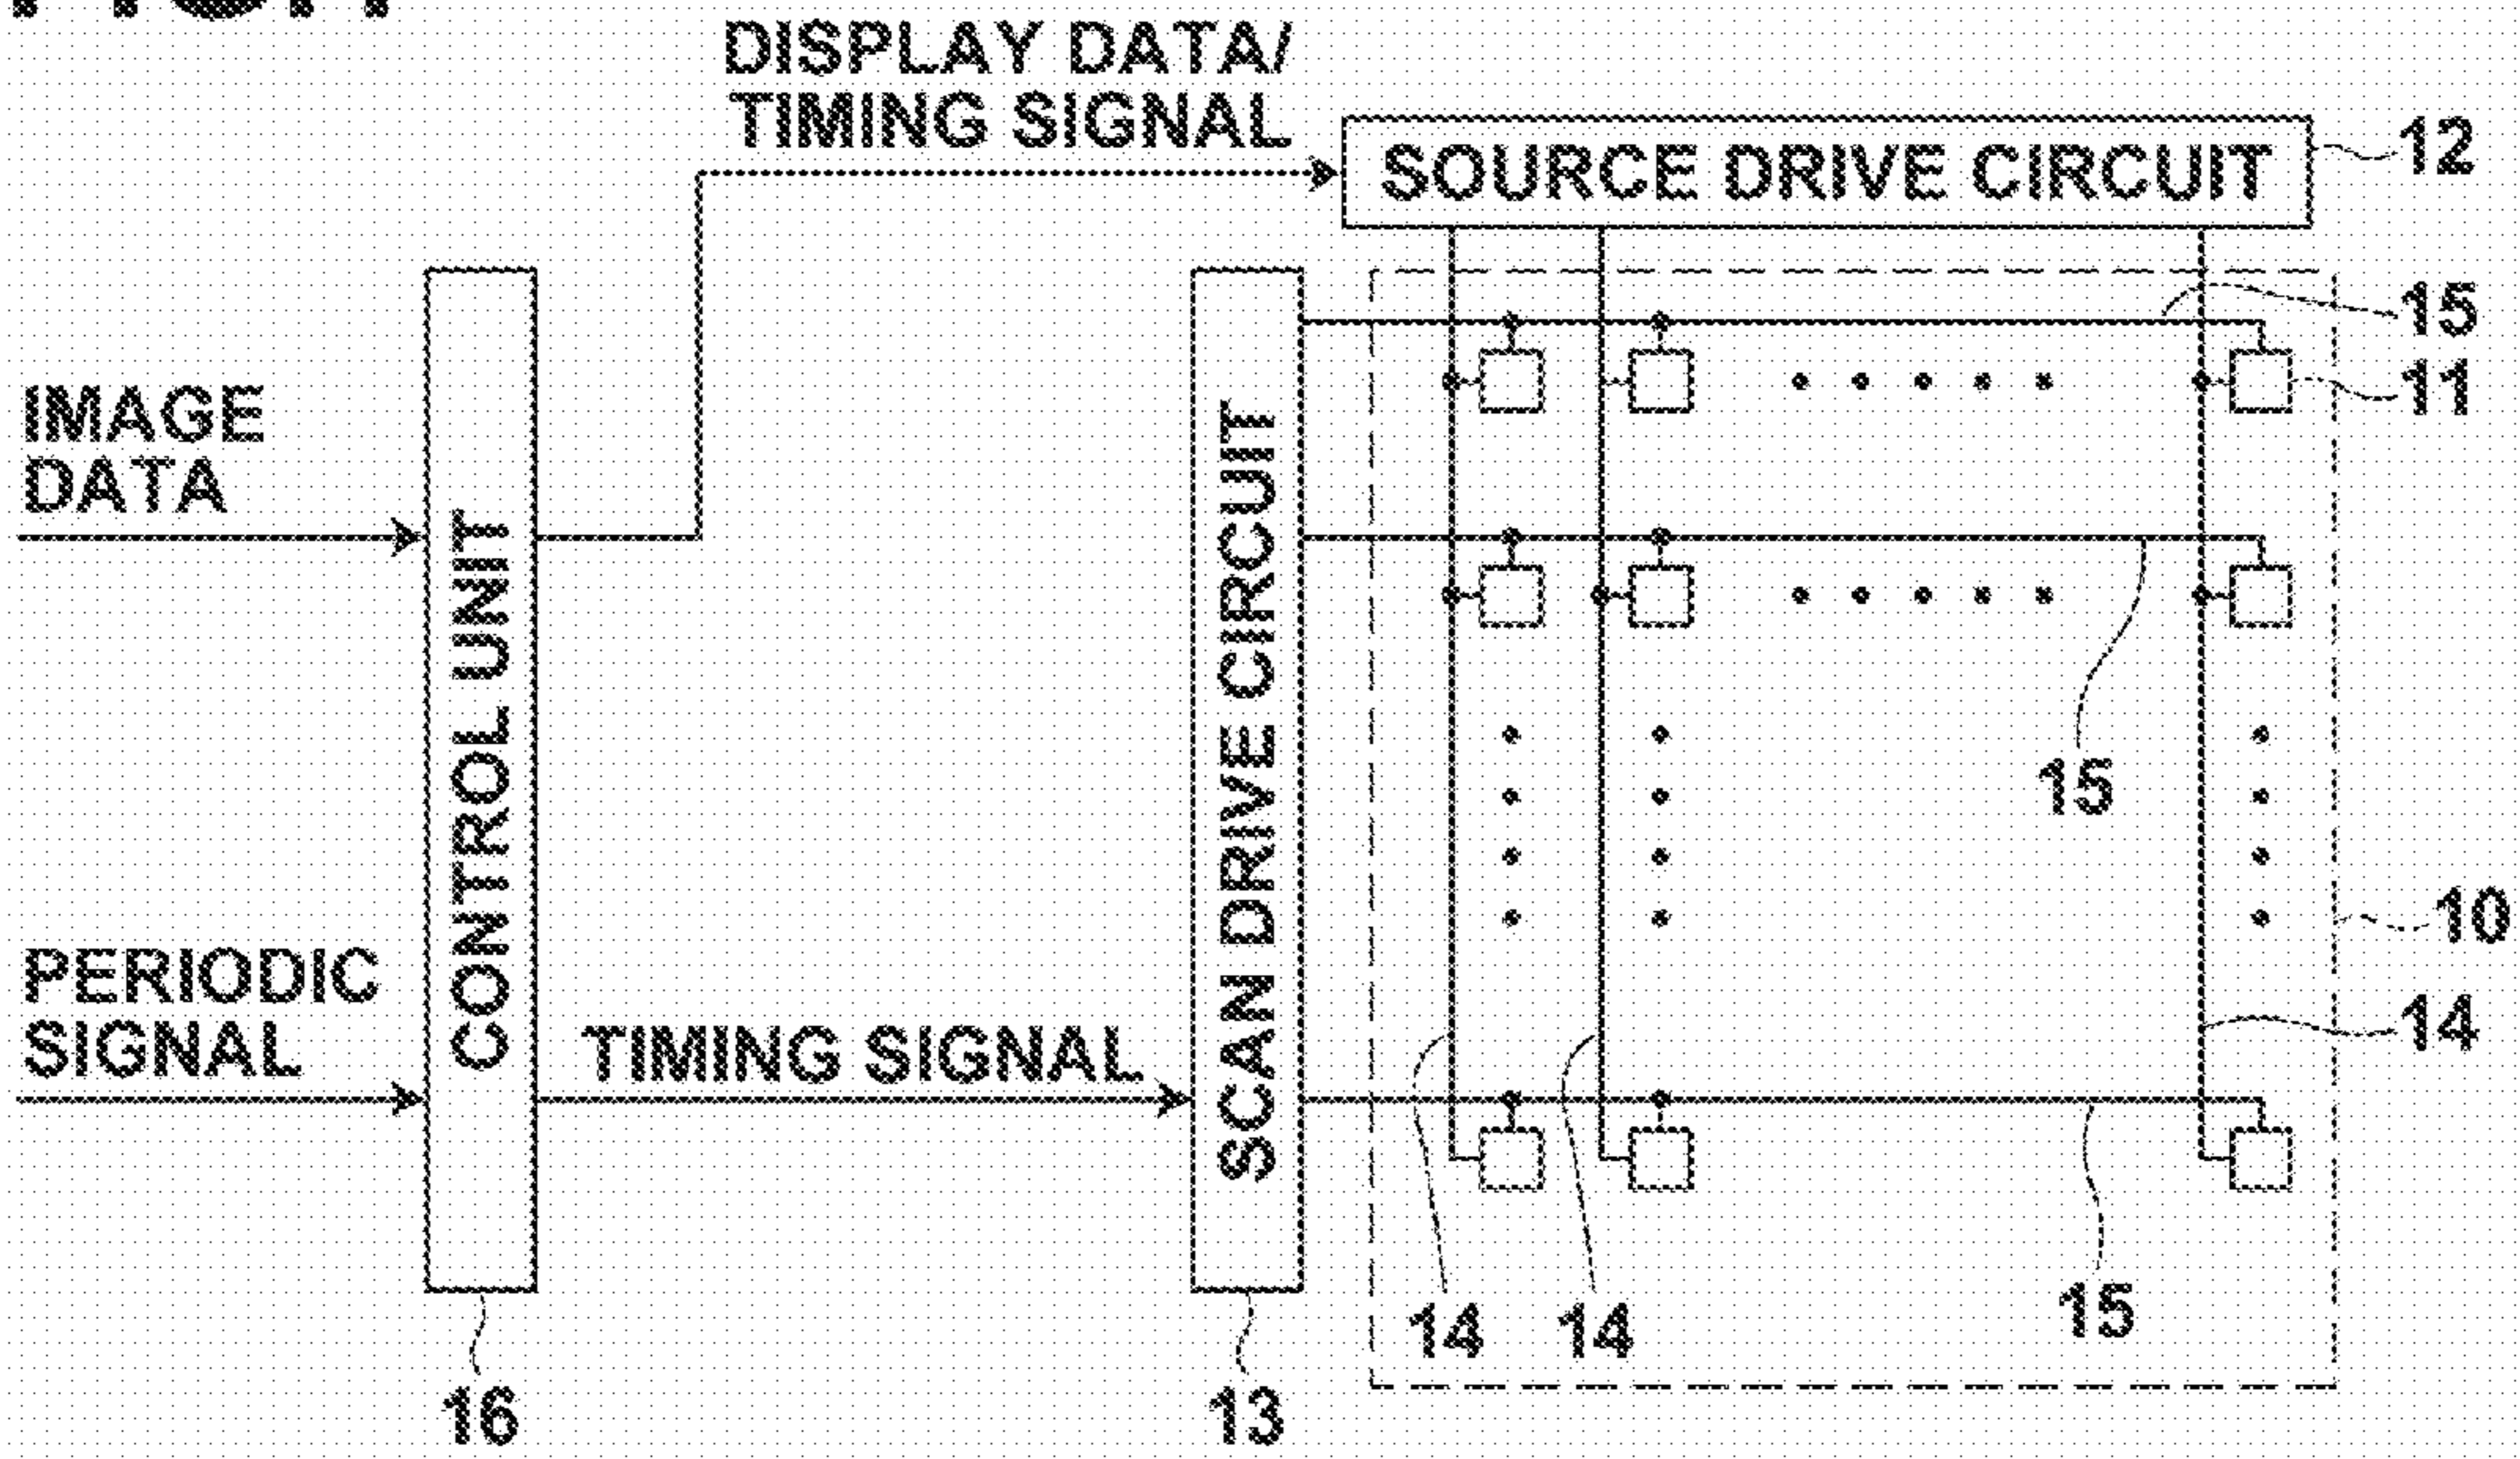 DISPLAY DATA/
TIMING SIGNAL
SOURCE DRIVE CIRCUIT
12
15
11
IMAGE
DATA
CONTROL UNIT
SCAN DRIVE CIRCUIT
15
10
PERIODIC
SIGNAL
TIMING SIGNAL
14
14
14
15
16
13